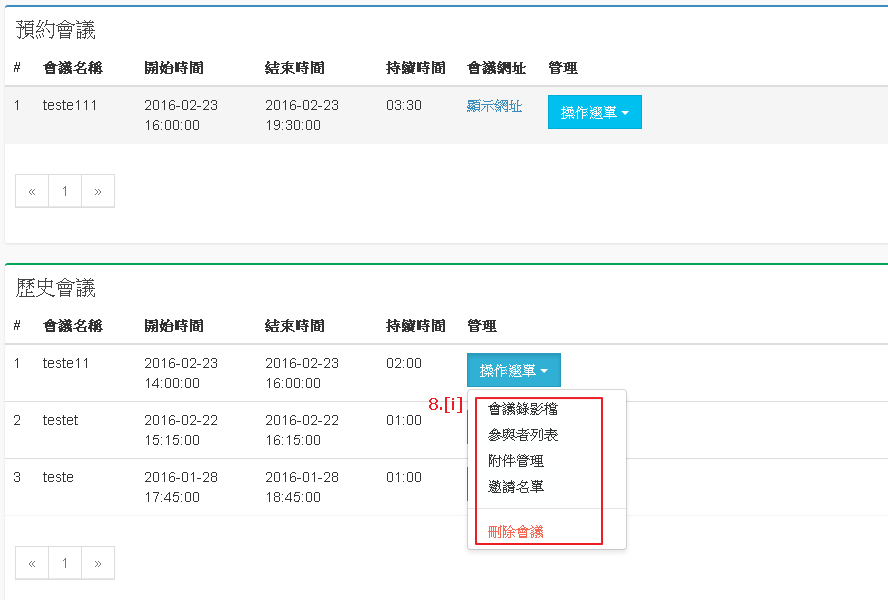 預約會議
# 會議名稱 開始時間 結束時間 持續時間 會議網址 管理
1 teste111 2016-02-23 2016-02-23 03:30 顯示網址 操作選單
16:00:00 19:30:00
« 1 »
歷史會議
# 會議名稱 開始時間 結束時間 持續時間 管理
1 teste11 2016-02-23 2016-02-23 02:00 操作選單
14:00:00 16:00:00
8.[i] 會議錄影檔
2 testet 2016-02-22 2016-02-22 01:00
參與者列表
15:15:00 16:15:00
附件管理
3 teste 2016-01-28 2016-01-28 01:00
邀請名單
17:45:00 18:45:00
刪除會議
« 1 »